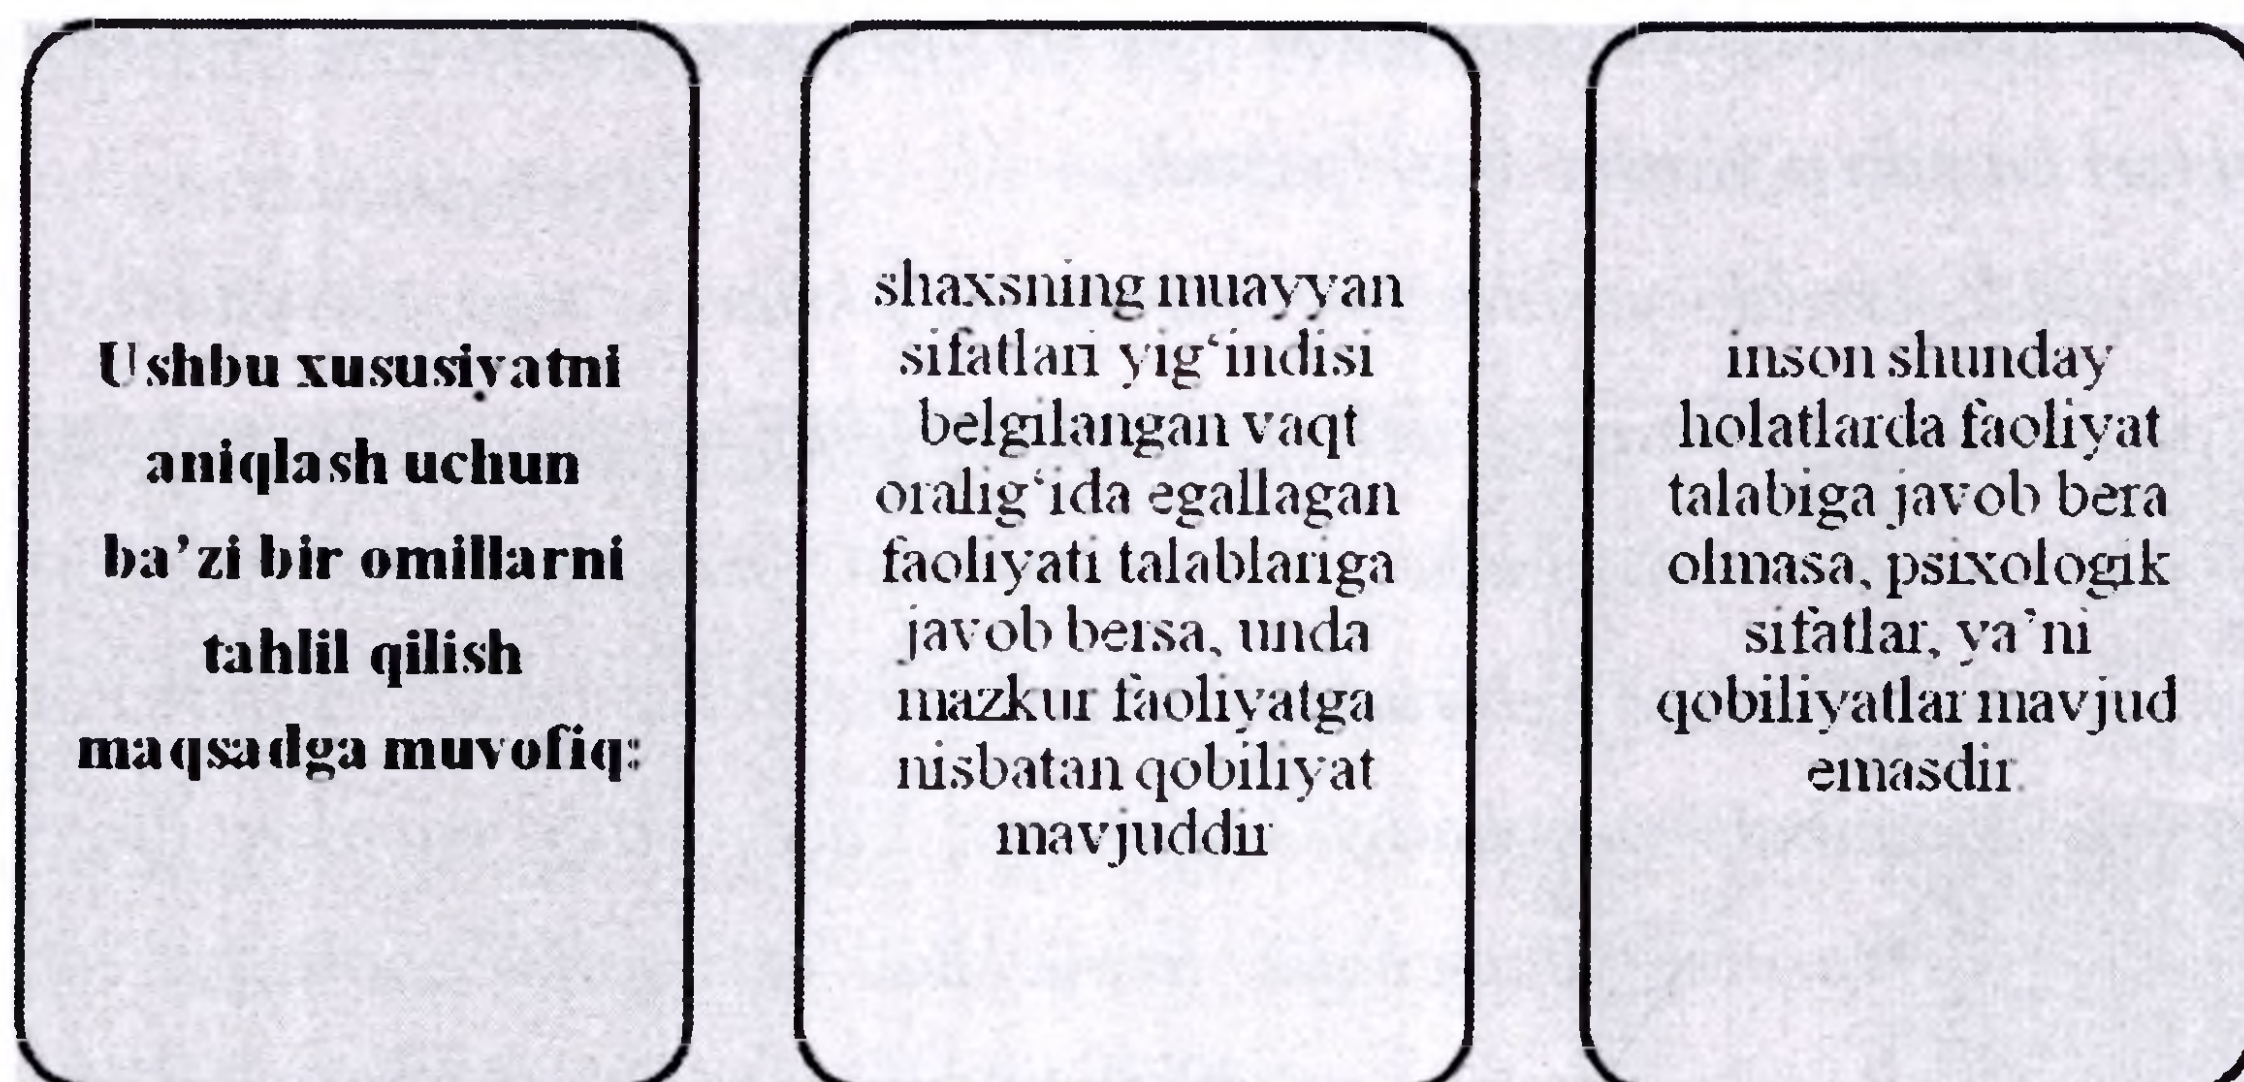 Ushbu xususiyatni
aniqlash uchun
ba’zi bir omillarni
tahlil qilish
maqsadga muvofiq:
shaxsning muayyan
sifatlari yig‘indisi
belgilangan vaqt
oralig‘ida egallagan
faoliyati talablariga
javob bersa, unda
mazkur faoliyatga
nisbatan qobiliyat
mavjuddir
inson shunday
holatlarda faoliyat
talabiga javob bera
olmasa, psixologik
sifatlar, ya’ni
qobiliyatlar mavjud
emasdir.